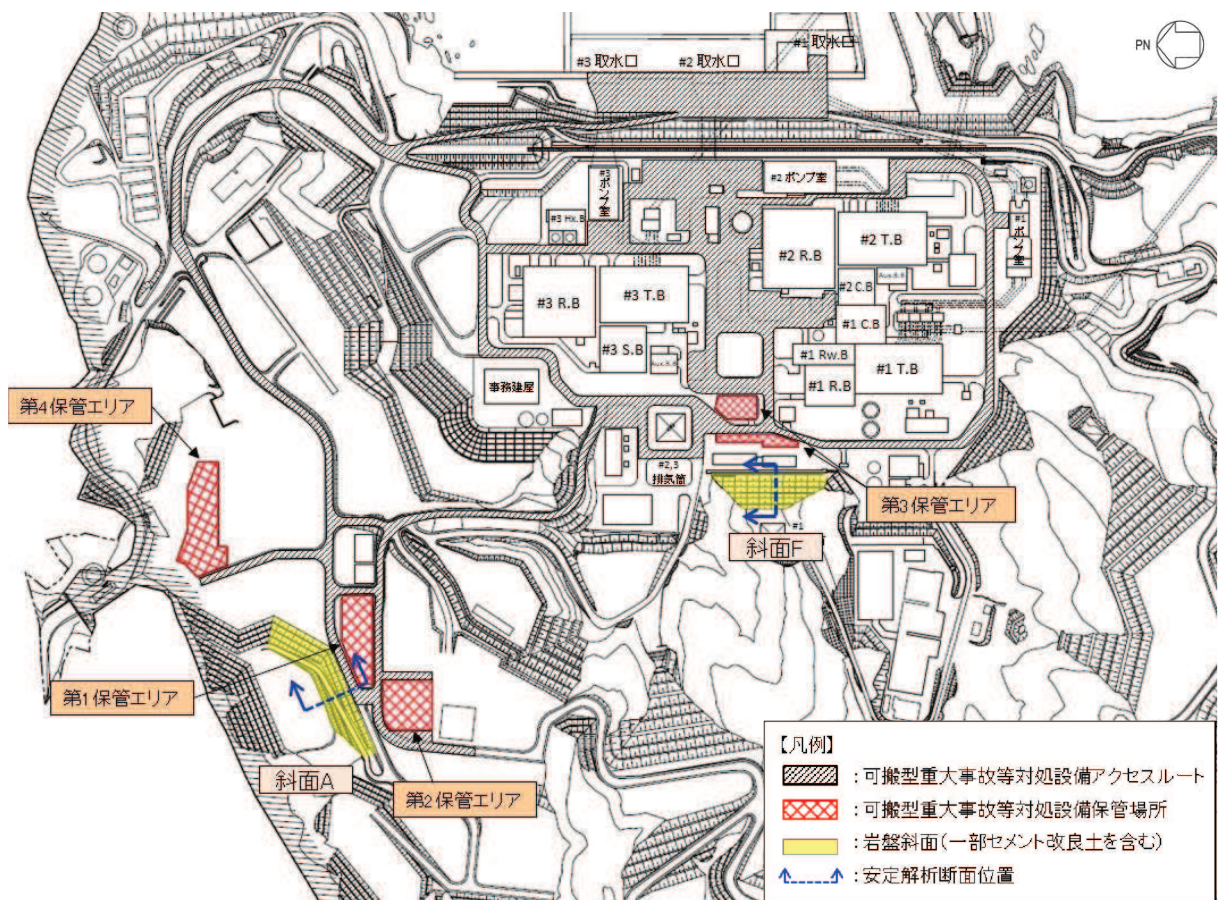 #1 取水口
#3 取水口
#2 取水口
PN
#3
ポンプ室
#2 ポンプ室
#3 Hx.B
#1
ポンプ室
#2 R.B
#2 T.B
#3 R.B
#3 T.B
#2 C.B
#1 C.B
#3 S.B
#1 Rw.B
#1 R.B
#1 T.B
事務建屋
第4保管エリア
#2,3
排気筒
第3保管エリア
#1
斜面F
第1保管エリア
斜面A
第2保管エリア
【凡例】
:可搬型重大事故等対処設備アクセスルート
:可搬型重大事故等対処設備保管場所
:岩盤斜面(一部セメント改良土を含む)
:安定解析断面位置